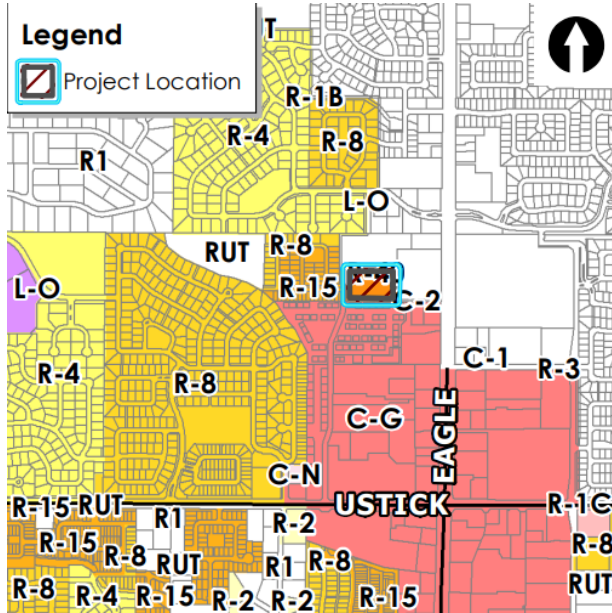 Legend
Project Location
R-1B
R-4
R-8
R1
L-O
RUT
R-8
L-O
R-15
C-2
C-1
R-3
R-4
R-8
C-G
EAGLE
C-N
USTICK
R-15
RUT
R1
R-2
R-1C
R-15
R-8
RUT
R1
R-8
R-8
RUT
R-8
R-4
R-15
R-2
R-2
R-15